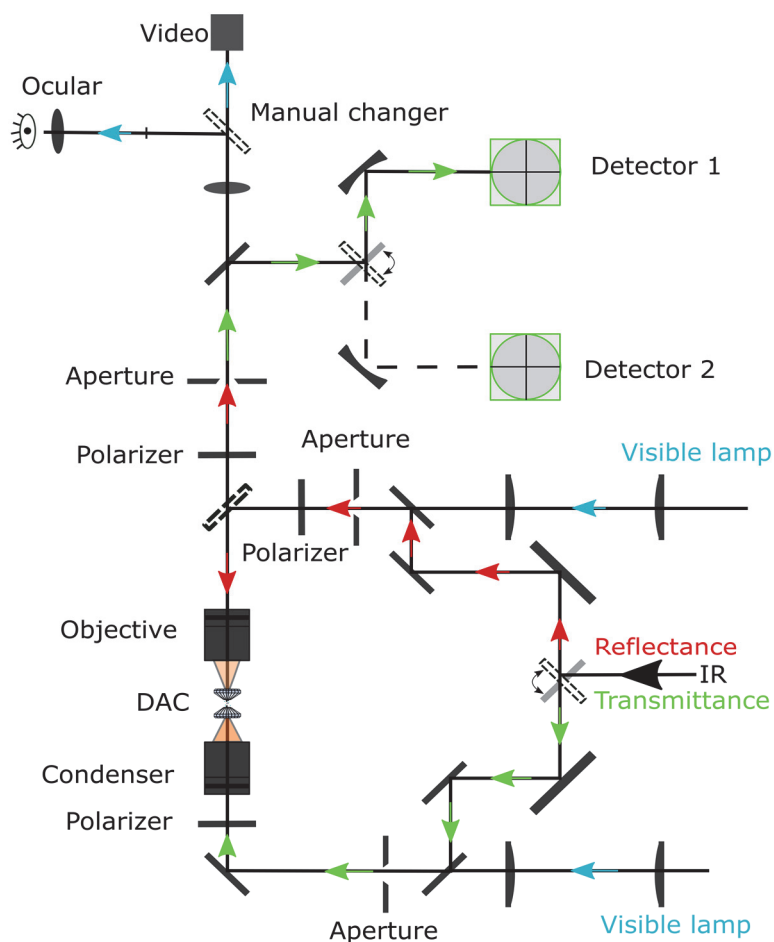 Video
Ocular
Manual changer
Detector 1
Aperture
Detector 2
Polarizer
Aperture
Visible lamp
Polarizer
Objective
Reflectance
IR
DAC
Transmittance
Condenser
Polarizer
Aperture
Visible lamp